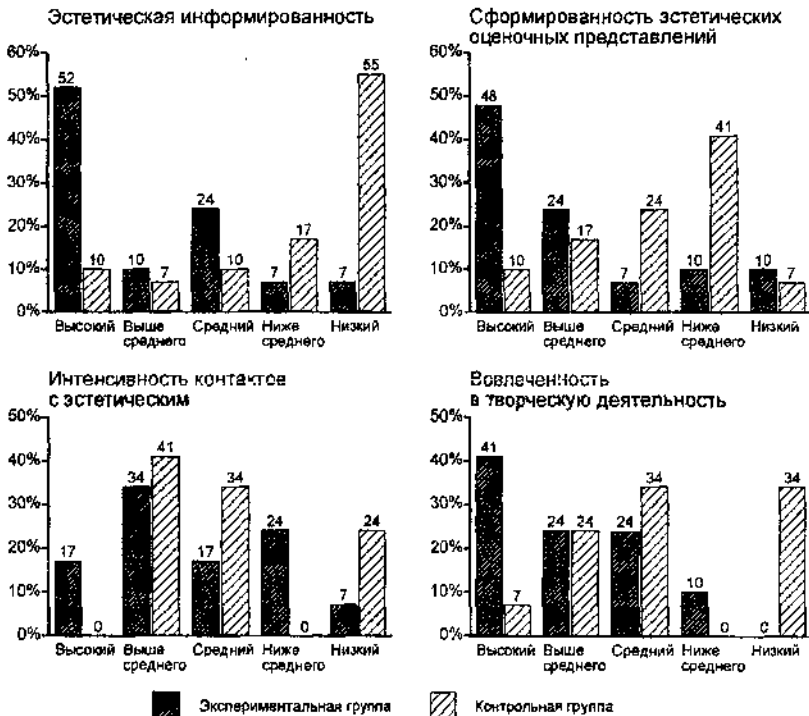 Эстетическая информированность
60%
50%
40%
30%
20%
10%
0%
52
10
10
7
24
10
7
17
7
55
Высокий
Выше среднего
Средний
Ниже среднего
Низкий
Сформированность эстетических
оценочных представлений
60%
50%
40%
30%
20%
10%
0%
48
10
24
17
7
24
10
41
10
7
Высокий
Выше среднего
Средний
Ниже среднего
Низкий
Интенсивность контактое
с эстетическим
50%
40%
30%
20%
10%
0%
17
0
34
41
17
34
24
0
7
24
Высокий
Выше среднего
Средний
Ниже среднего
Низкий
Вовлеченность
в творческую деятельность
50%
40%
30%
20%
10%
0%
41
7
24
24
24
34
10
0
0
34
Высокий
Выше среднего
Средний
Ниже среднего
Низкий
Экспериментальная группа
Контрольная группа